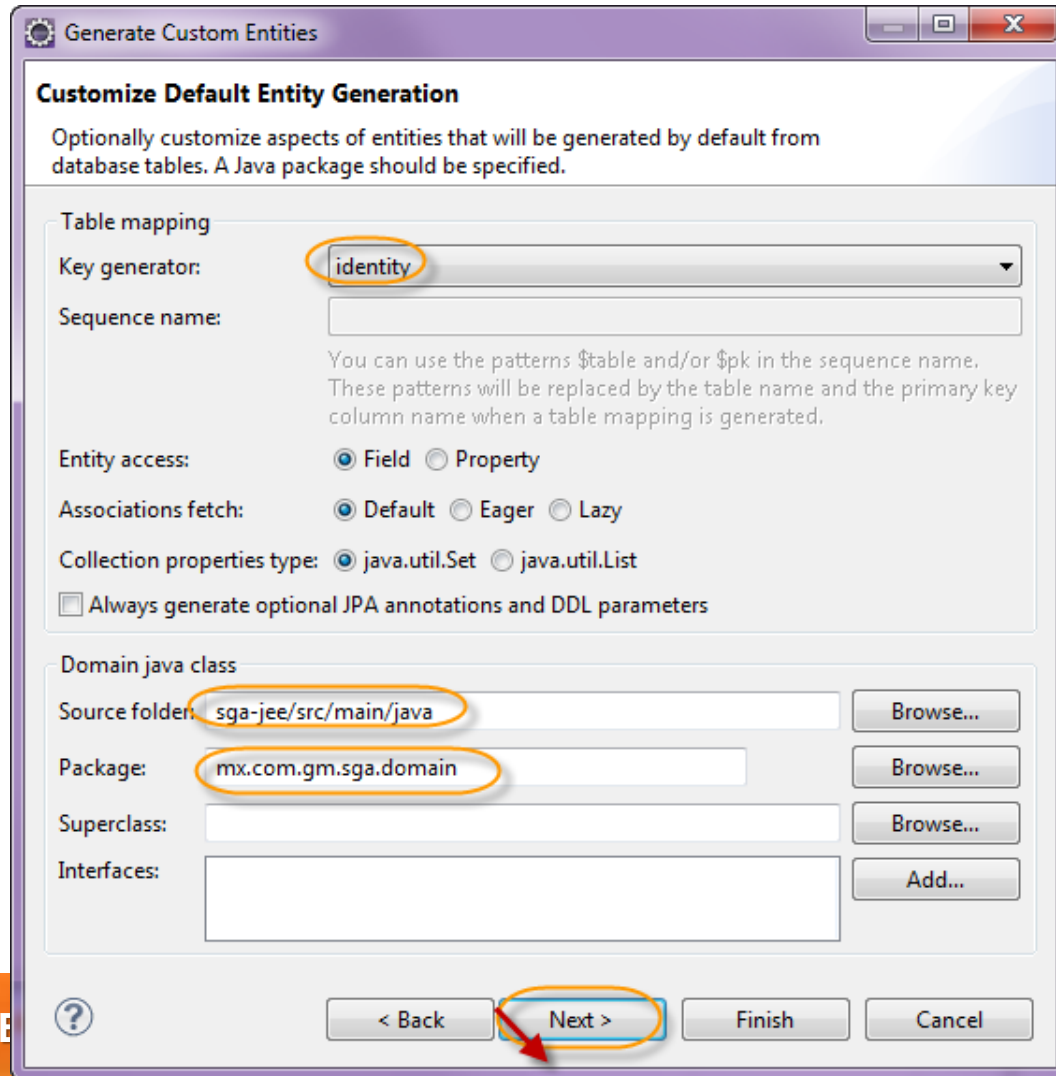 Generate Custom Entities
Customize Default Entity Generation
Optionally customize aspects of entities that will be generated by default from
database tables. A Java package should be specified.
Table mapping
Key generator: identity
Sequence name:
You can use the patterns $table and/or $pk in the sequence name.
These patterns will be replaced by the table name and the primary key
column name when a table mapping is generated.
Entity access: Field Property
Associations fetch: Default Eager Lazy
Collection properties type: java.util.Set java.util.List
Always generate optional JPA annotations and DDL parameters
Domain java class
Source folder: sga-jee/src/main/java Browse...
Package: mx.com.gm.sga.domain Browse...
Superclass: Browse...
Interfaces: Add...
? < Back Next > Finish Cancel